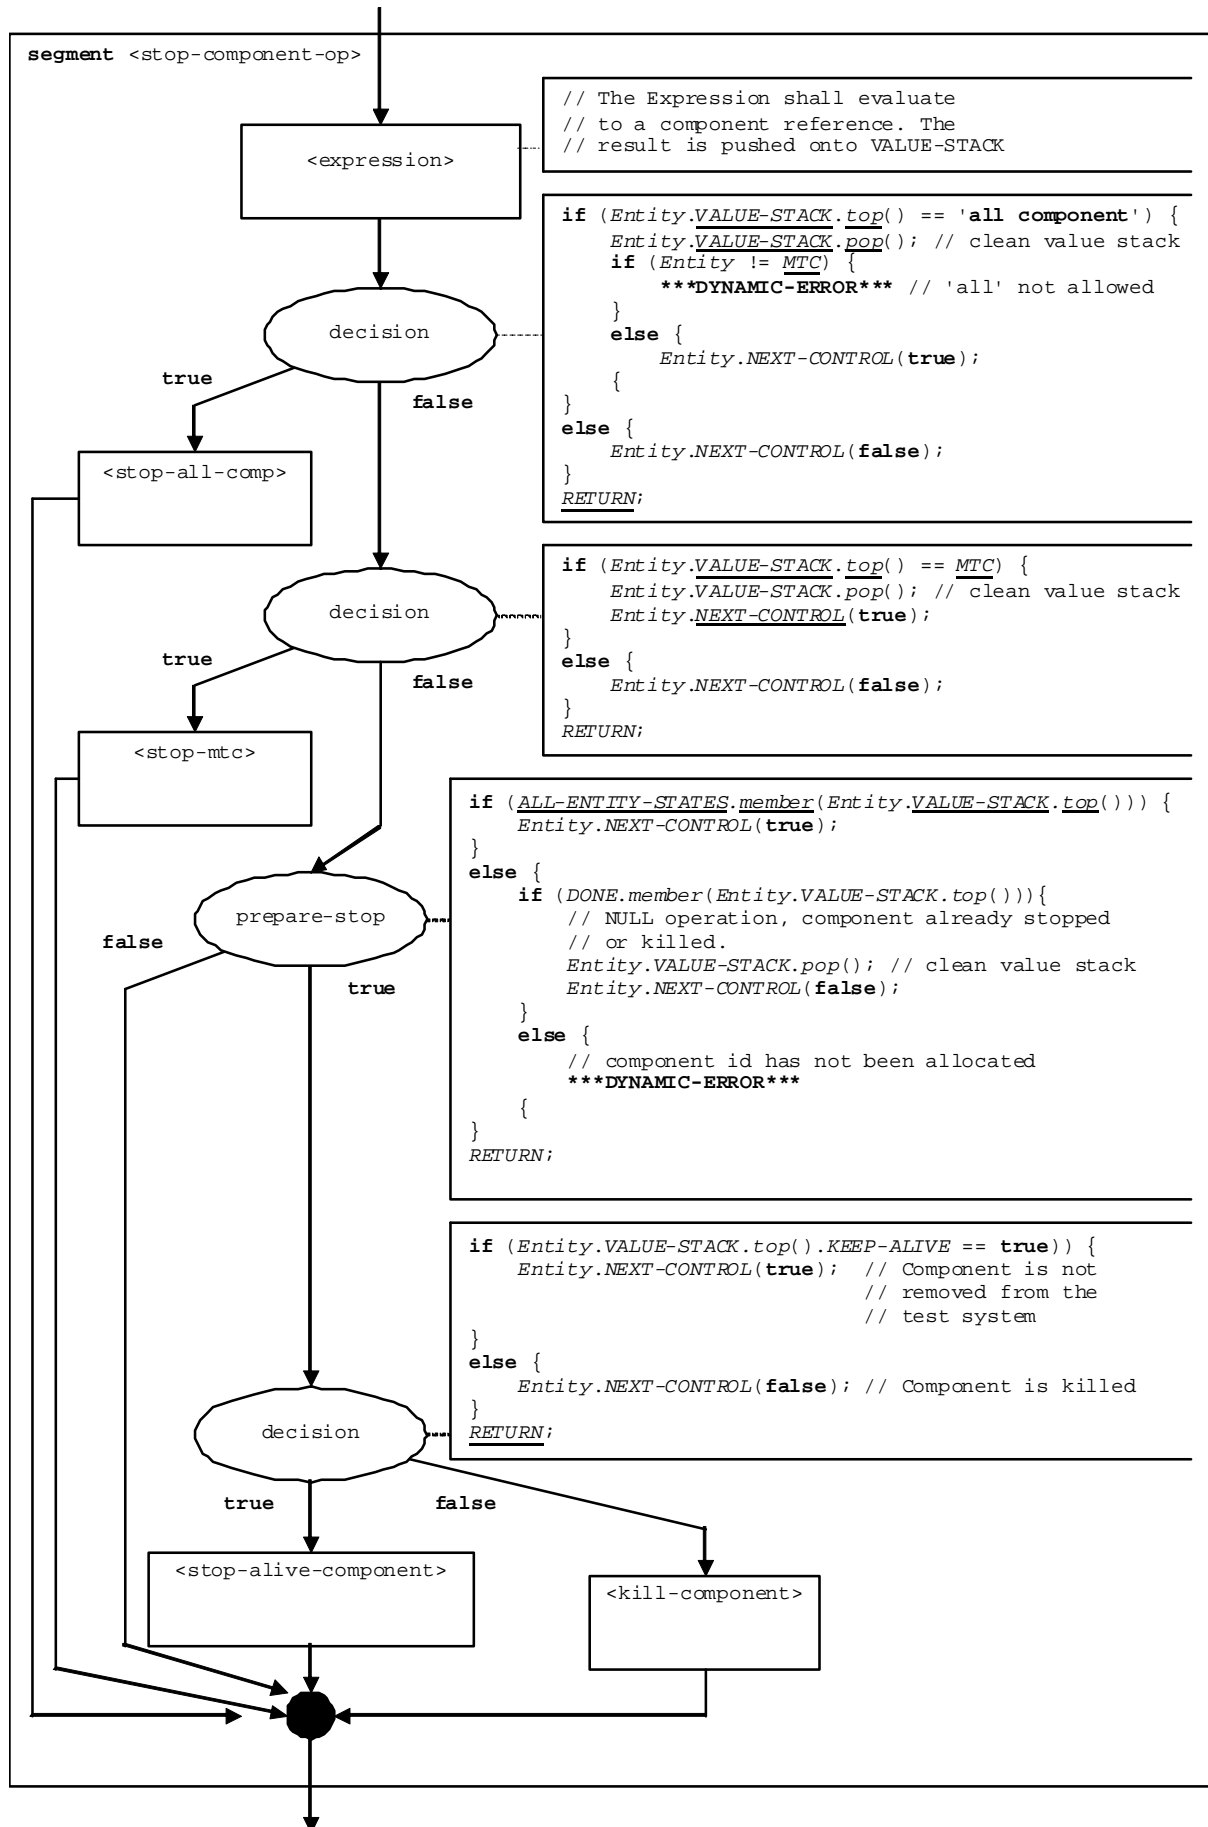 segment <stop-component-op>
// The Expression shall evaluate
// to a component reference. The
// result is pushed onto VALUE-STACK
<expression>
if (Entity.VALUE-STACK.top() == 'all component') {
Entity.VALUE-STACK.pop(); // clean value stack
if (Entity != MTC) {
***DYNAMIC-ERROR*** // 'all' not allowed
}
else {
Entity.NEXT-CONTROL(true);
{
}
else {
Entity.NEXT-CONTROL(false);
}
RETURN;
decision
true
false
<stop-all-comp>
if (Entity.VALUE-STACK.top() == MTC) {
Entity.VALUE-STACK.pop(); // clean value stack
Entity.NEXT-CONTROL(true);
}
else {
Entity.NEXT-CONTROL(false);
}
RETURN;
decision
true
false
<stop-mtc>
if (ALL-ENTITY-STATES.member(Entity.VALUE-STACK.top())) {
Entity.NEXT-CONTROL(true);
}
else {
if (DONE.member(Entity.VALUE-STACK.top())){
// NULL operation, component already stopped
// or killed.
Entity.VALUE-STACK.pop(); // clean value stack
Entity.NEXT-CONTROL(false);
}
else {
// component id has not been allocated
***DYNAMIC-ERROR***
{
}
RETURN;
prepare-stop
false
true
if (Entity.VALUE-STACK.top().KEEP-ALIVE == true)) {
Entity.NEXT-CONTROL(true); // Component is not
// removed from the
// test system
}
else {
Entity.NEXT-CONTROL(false); // Component is killed
}
RETURN;
decision
true
false
<stop-alive-component>
<kill-component>